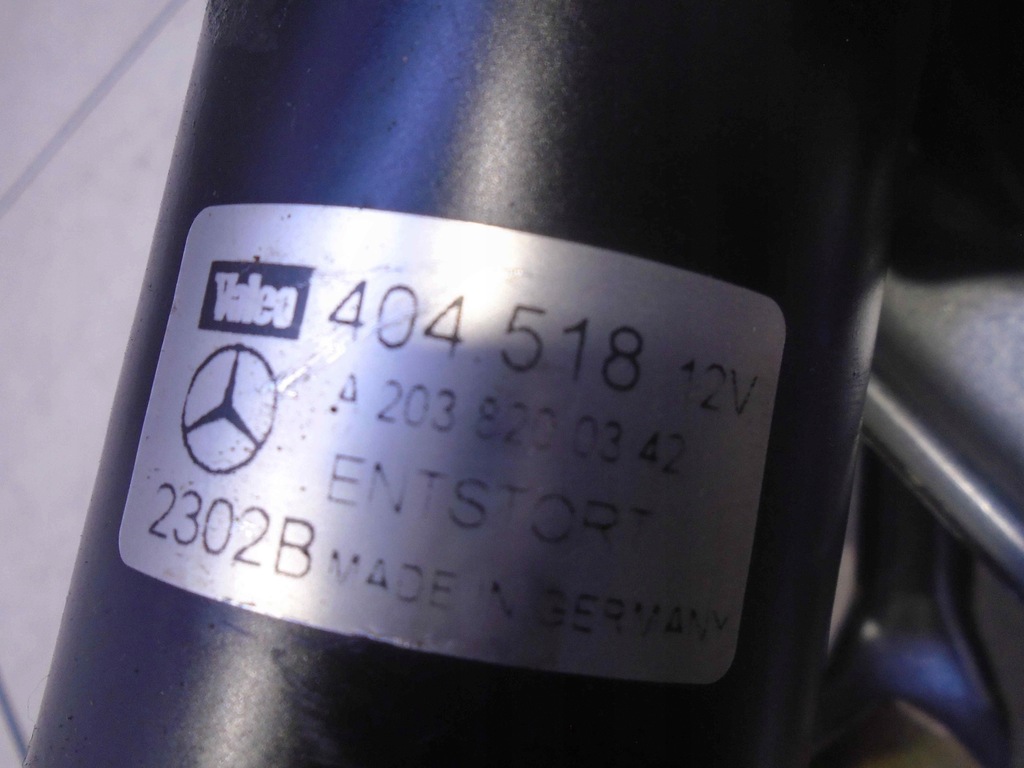 Valeo 404 518 12V
A 203 820 03 42
ENTSTORT
2302B MADE IN GERMANY